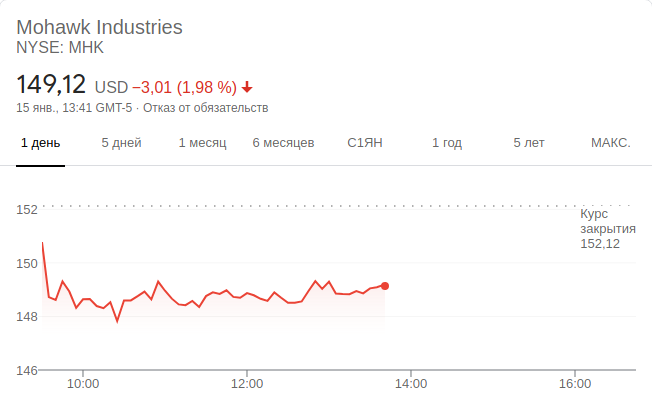 Mohawk Industries
NYSE: MHK
149,12 USD −3,01 (1,98 %)
15 янв., 13:41 GMT-5 · Отказ от обязательств
1 день 5 дней 1 месяц 6 месяцев С1ЯН 1 год 5 лет МАКС.
152
Курс
закрытия
152,12
150
148
146
10:00 12:00 14:00 16:00